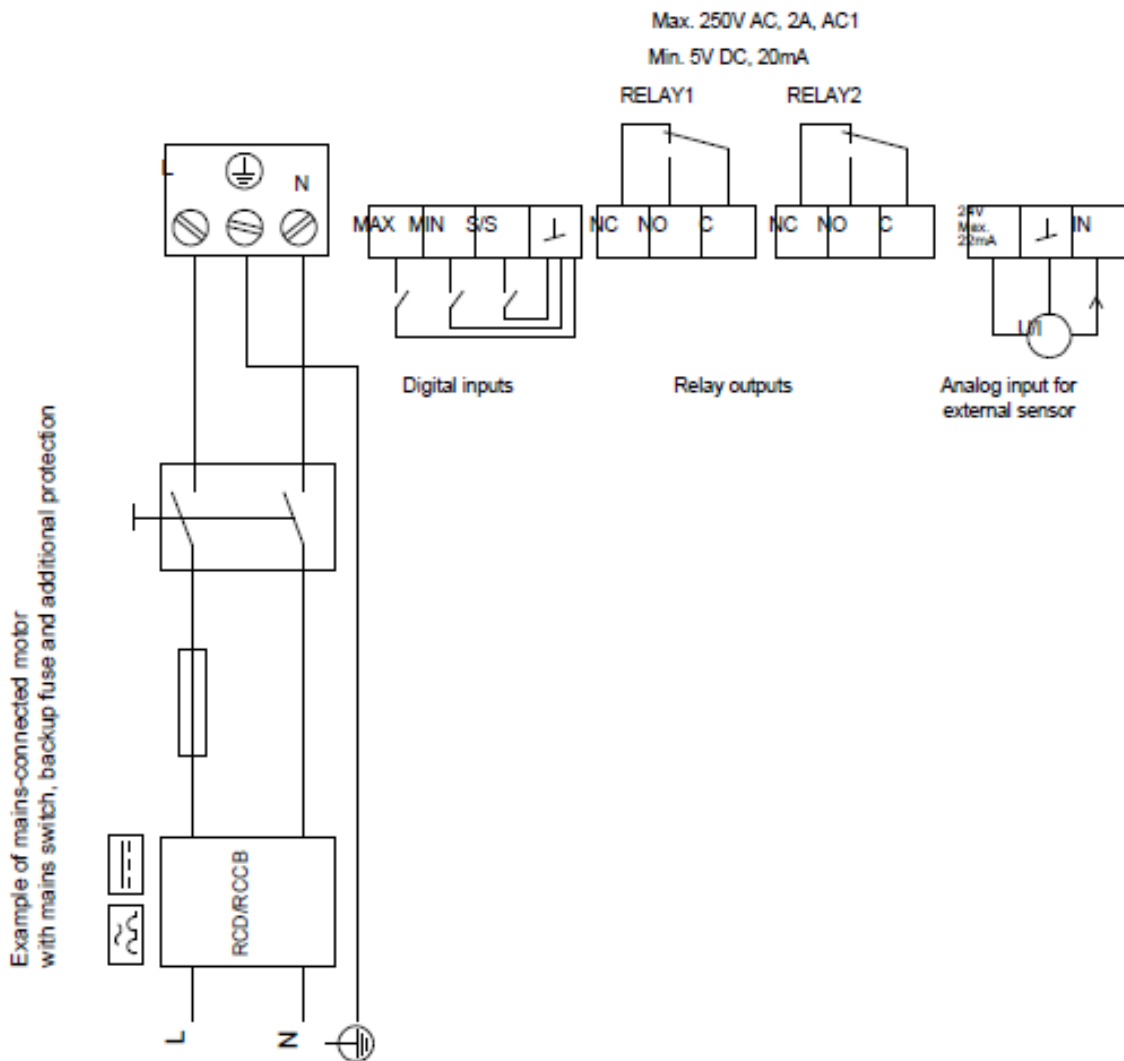 Max. 250V AC, 2A, AC1
Min. 5V DC, 20mA
RELAY1
RELAY2
L
N
MAX
MIN
S/S
NC
NO
C
NC
NO
C
24V
Max.
22mA
IN
U/I
Digital inputs
Relay outputs
Analog input for
external sensor
Example of mains-connected motor
with mains switch, backup fuse and additional protection
RCD/RCCB
L
N